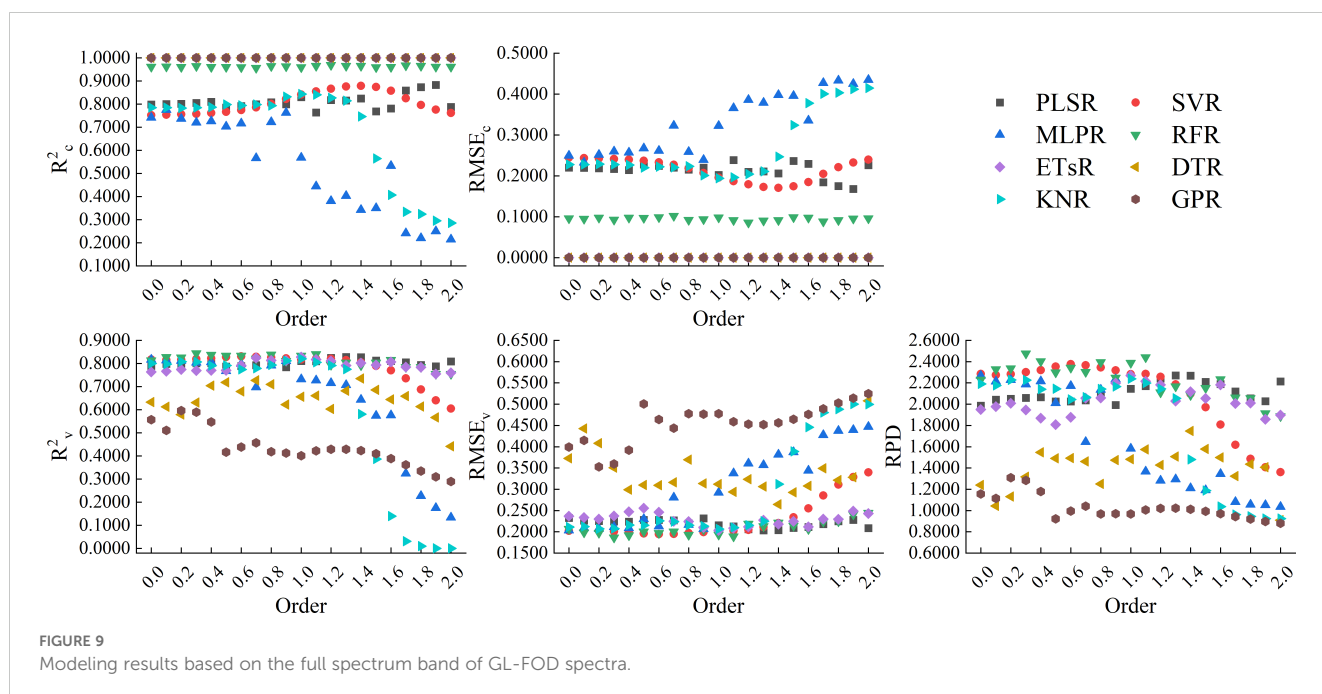 1.0000
0.9000
0.8000
0.7000
0.6000
0.5000
0.4000
0.3000
0.2000
0.1000
R²c
0.0 0.2 0.4 0.6 0.8 1.0 1.2 1.4 1.6 1.8 2.0
Order
0.5000
0.4000
0.3000
0.2000
0.1000
0.0000
RMSEc
0.0 0.2 0.4 0.6 0.8 1.0 1.2 1.4 1.6 1.8 2.0
Order
PLSR SVR
MLPR RFR
ETsR DTR
KNR GPR
0.9000
0.8000
0.7000
0.6000
0.5000
0.4000
0.3000
0.2000
0.1000
0.0000
R²v
0.0 0.2 0.4 0.6 0.8 1.0 1.2 1.4 1.6 1.8 2.0
Order
0.6500
0.6000
0.5500
0.5000
0.4500
0.4000
0.3500
0.3000
0.2500
0.2000
0.1500
RMSEv
0.0 0.2 0.4 0.6 0.8 1.0 1.2 1.4 1.6 1.8 2.0
Order
2.6000
2.4000
2.2000
2.0000
1.8000
1.6000
1.4000
1.2000
1.0000
0.8000
0.6000
RPD
0.0 0.2 0.4 0.6 0.8 1.0 1.2 1.4 1.6 1.8 2.0
Order
FIGURE 9
Modeling results based on the full spectrum band of GL-FOD spectra.